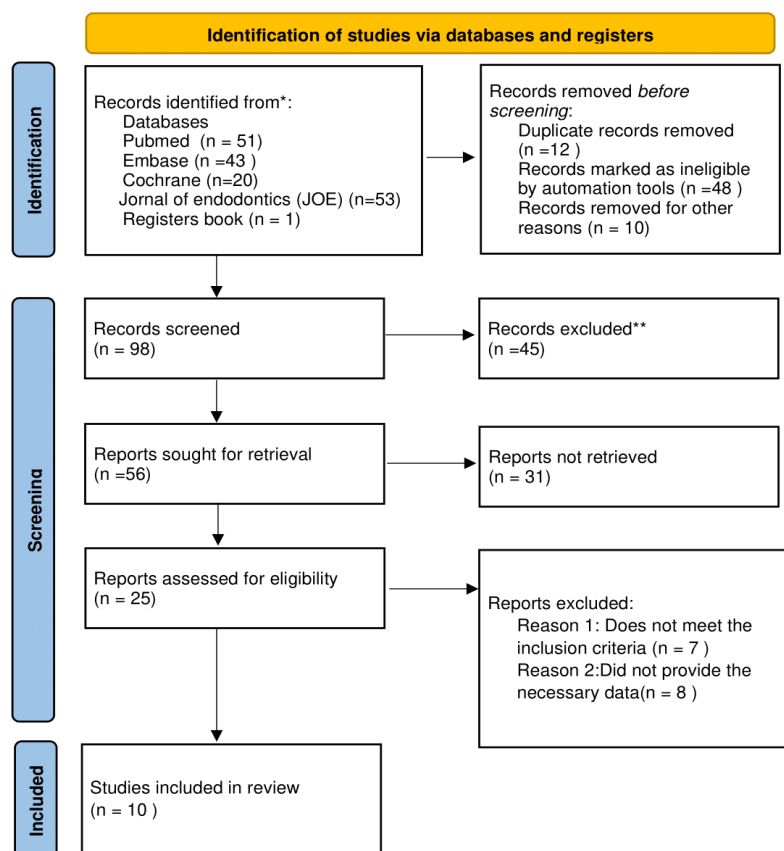 Identification of studies via databases and registers
Identification
Records identified from*:
Databases
Pubmed (n = 51)
Embase (n =43 )
Cochrane (n=20)
Jornal of endodontics (JOE) (n=53)
Registers book (n = 1)
Records removed before
screening:
Duplicate records removed
(n =12 )
Records marked as ineligible
by automation tools (n =48 )
Records removed for other
reasons (n = 10)
Screening
Records screened
(n = 98)
Records excluded**
(n =45)
Reports sought for retrieval
(n =56)
Reports not retrieved
(n = 31)
Reports assessed for eligibility
(n = 25)
Reports excluded:
Reason 1: Does not meet the
inclusion criteria (n = 7 )
Reason 2:Did not provide the
necessary data(n = 8 )
Included
Studies included in review
(n = 10 )